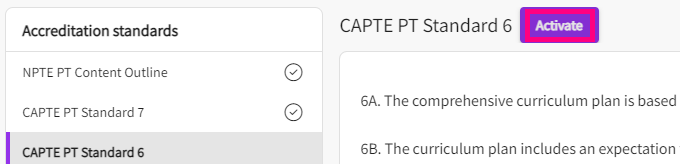 Accreditation standards
NPTE PT Content Outline
CAPTE PT Standard 7
CAPTE PT Standard 6
CAPTE PT Standard 6 Activate
6A. The comprehensive curriculum plan is based
6B. The curriculum plan includes an expectation